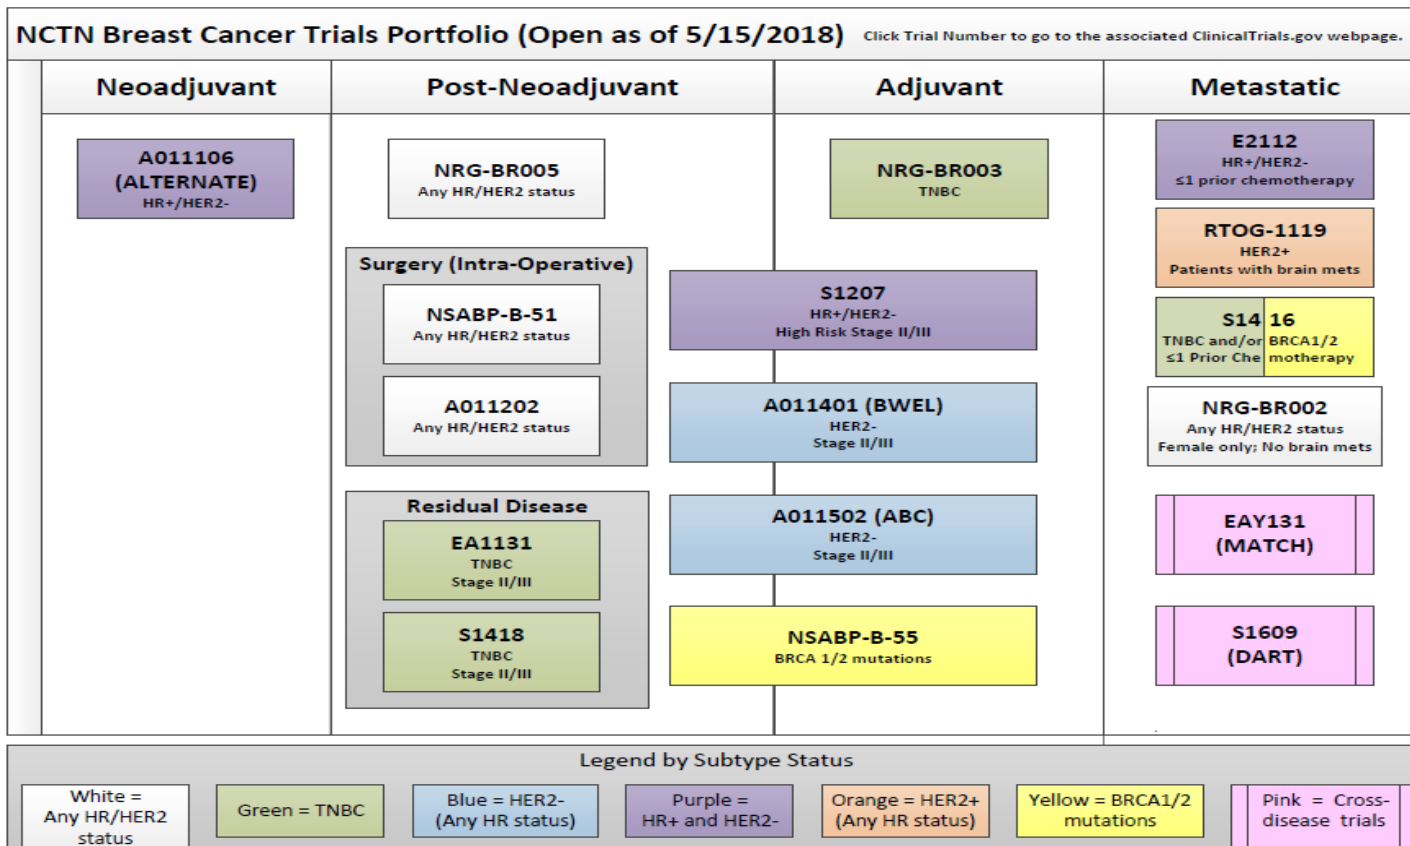 NCTN Breast Cancer Trials Portfolio (Open as of 5/15/2018) Click Trial Number to go to the associated ClinicalTrials.gov webpage.
Neoadjuvant
Post-Neoadjuvant
Adjuvant
Metastatic
A011106
(ALTERNATE)
HR+/HER2-
NRG-BR005
Any HR/HER2 status
Surgery (Intra-Operative)
NSABP-B-51
Any HR/HER2 status
A011202
Any HR/HER2 status
Residual Disease
EA1131
TNBC
Stage II/III
S1418
TNBC
Stage II/III
NRG-BR003
TNBC
S1207
HR+/HER2-
High Risk Stage II/III
A011401 (BWEL)
HER2-
Stage II/III
A011502 (ABC)
HER2-
Stage II/III
NSABP-B-55
BRCA 1/2 mutations
E2112
HR+/HER2-
≤1 prior chemotherapy
RTOG-1119
HER2+
Patients with brain mets
S14 16
TNBC and/or BRCA1/2
≤1 Prior Che motherapy
NRG-BR002
Any HR/HER2 status
Female only; No brain mets
EAY131
(MATCH)
S1609
(DART)
Legend by Subtype Status
White =
Any HR/HER2
status
Green = TNBC
Blue = HER2-
(Any HR status)
Purple =
HR+ and HER2-
Orange = HER2+
(Any HR status)
Yellow = BRCA1/2
mutations
Pink = Cross-
disease trials